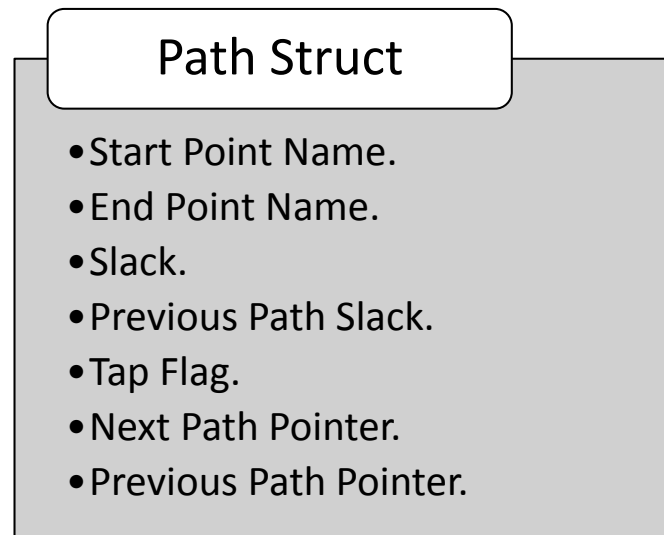 Path Struct
•Start Point Name.
•End Point Name.
•Slack.
•Previous Path Slack.
•Tap Flag.
•Next Path Pointer.
•Previous Path Pointer.